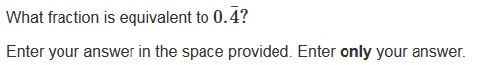 What fraction is equivalent to 0.4̄?
Enter your answer in the space provided. Enter only your answer.